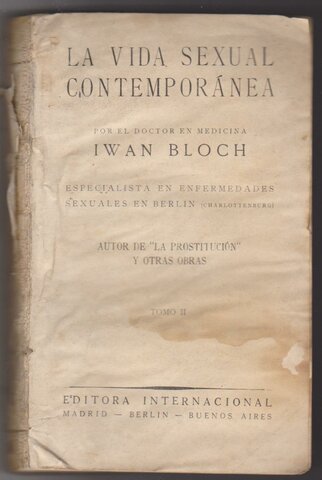 LA VIDA SEXUAL
CONTEMPORÁNEA
POR EL DOCTOR EN MEDICINA
IWAN BLOCH
ESPECIALISTA EN ENFERMEDADES
SEXUALES EN BERLIN (CHARLOTTENBURG)
AUTOR DE "LA PROSTITUCIÓN"
Y OTRAS OBRAS
TOMO II
EDITORA INTERNACIONAL
MADRID — BERLIN — BUENOS AIRES